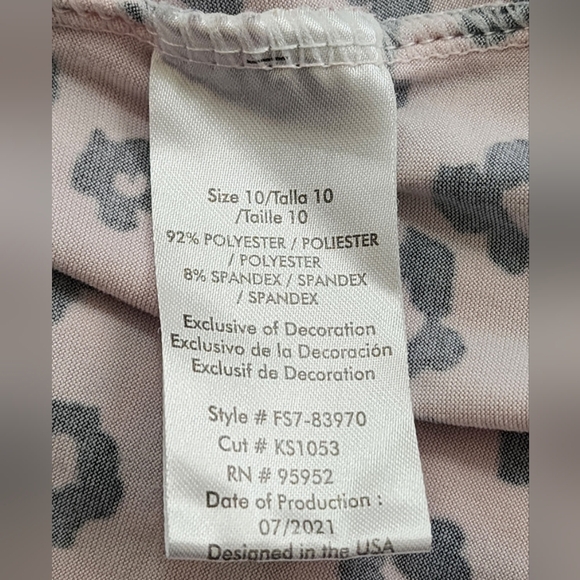 Size 10/Talla 10
/Taille 10
92% POLYESTER / POLIESTER
/ POLYESTER
8% SPANDEX / SPANDEX
/ SPANDEX
Exclusive of Decoration
Exclusivo de la Decoración
Exclusif de Decoration
Style # FS7-83970
Cut # KS1053
RN # 95952
Date of Production :
07/2021
Designed in the USA